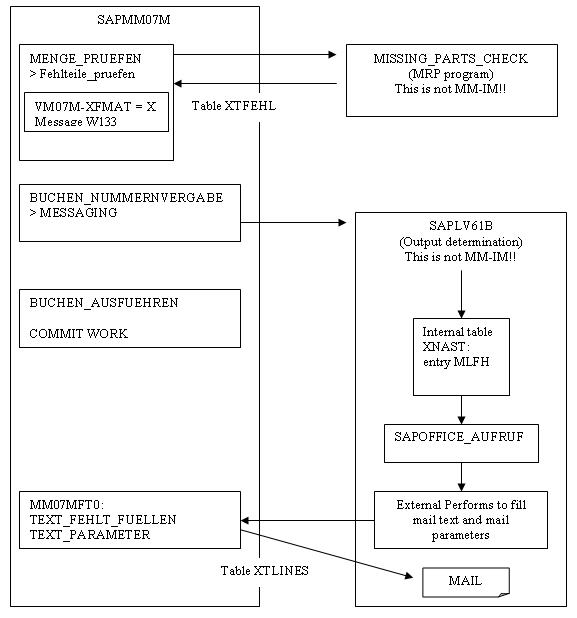 SAPMM07M
MENGE_PRUEFEN
> Fehlteile_pruefen
VM07M-XFMAT = X
Message W133
MISSING_PARTS_CHECK
(MRP program)
This is not MM-IM!!
Table XTFEHL
BUCHEN_NUMMERNVERGABE
> MESSAGING
SAPLV61B
(Output determination)
This is not MM-IM!!
BUCHEN_AUSFUEHREN
COMMIT WORK
Internal table
XNAST:
entry MLFH
SAPOFFICE_AUFRUF
MM07MFT0:
TEXT_FEHLT_FUELLEN
TEXT_PARAMETER
External Performs to fill
mail text and mail
parameters
Table XTLINES
MAIL